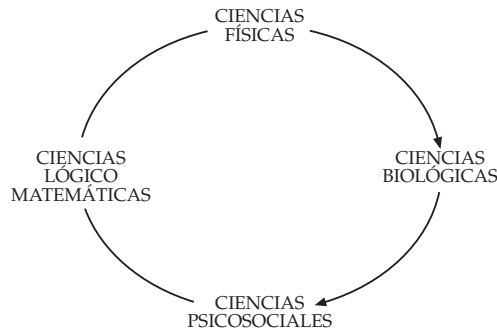 CIENCIAS
FÍSICAS
CIENCIAS
LÓGICO
MATEMÁTICAS
CIENCIAS
BIOLÓGICAS
CIENCIAS
PSICOSOCIALES